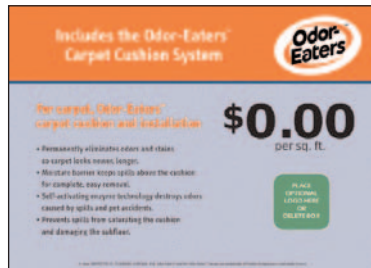 Includes the Odor-Eaters®
Carpet Cushion System
Odor-
Eaters
For carpet, Odor-Eaters®
carpet cushion and installation
$0.00
per sq. ft.
• Permanently eliminates odors and stains
so carpet looks newer, longer.
• Moisture barrier keeps spills above the cushion
for complete, easy removal.
• Self-activating enzyme technology destroys odors
caused by spills and pet accidents.
• Prevents spills from saturating the cushion
and damaging the subfloor.
PLACE
OPTIONAL
LOGO HERE
OR
DELETE BOX